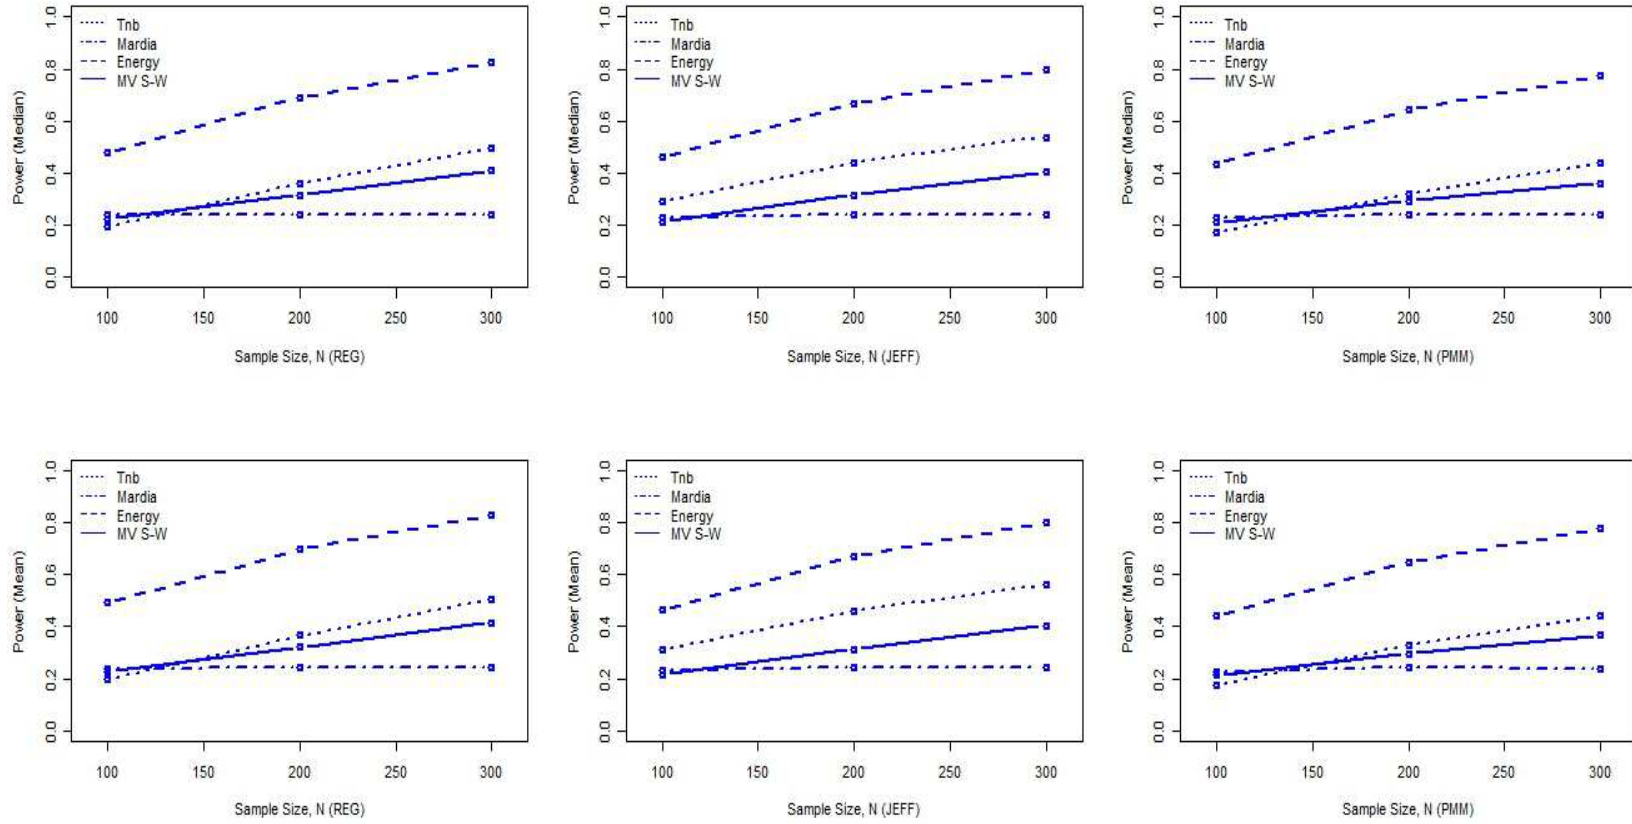 Power (Median)
1.0
0.8
0.6
0.4
0.2
0.0
Tnb
Mardia
Energy
MV S-W
100 150 200 250 300
Sample Size, N (REG)
Power (Median)
1.0
0.8
0.6
0.4
0.2
0.0
Tnb
Mardia
Energy
MV S-W
100 150 200 250 300
Sample Size, N (JEFF)
Power (Median)
1.0
0.8
0.6
0.4
0.2
0.0
Tnb
Mardia
Energy
MV S-W
100 150 200 250 300
Sample Size, N (PMM)
Power (Mean)
1.0
0.8
0.6
0.4
0.2
0.0
Tnb
Mardia
Energy
MV S-W
100 150 200 250 300
Sample Size, N (REG)
Power (Mean)
1.0
0.8
0.6
0.4
0.2
0.0
Tnb
Mardia
Energy
MV S-W
100 150 200 250 300
Sample Size, N (JEFF)
Power (Mean)
1.0
0.8
0.6
0.4
0.2
0.0
Tnb
Mardia
Energy
MV S-W
100 150 200 250 300
Sample Size, N (PMM)